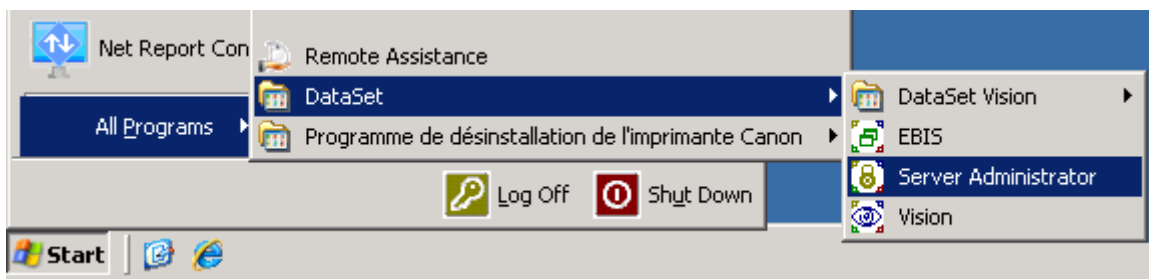 Net Report Con
Remote Assistance
DataSet
DataSet Vision
All Programs
Programme de désinstallation de l'imprimante Canon
EBIS
Server Administrator
Log Off
Shut Down
Vision
Start